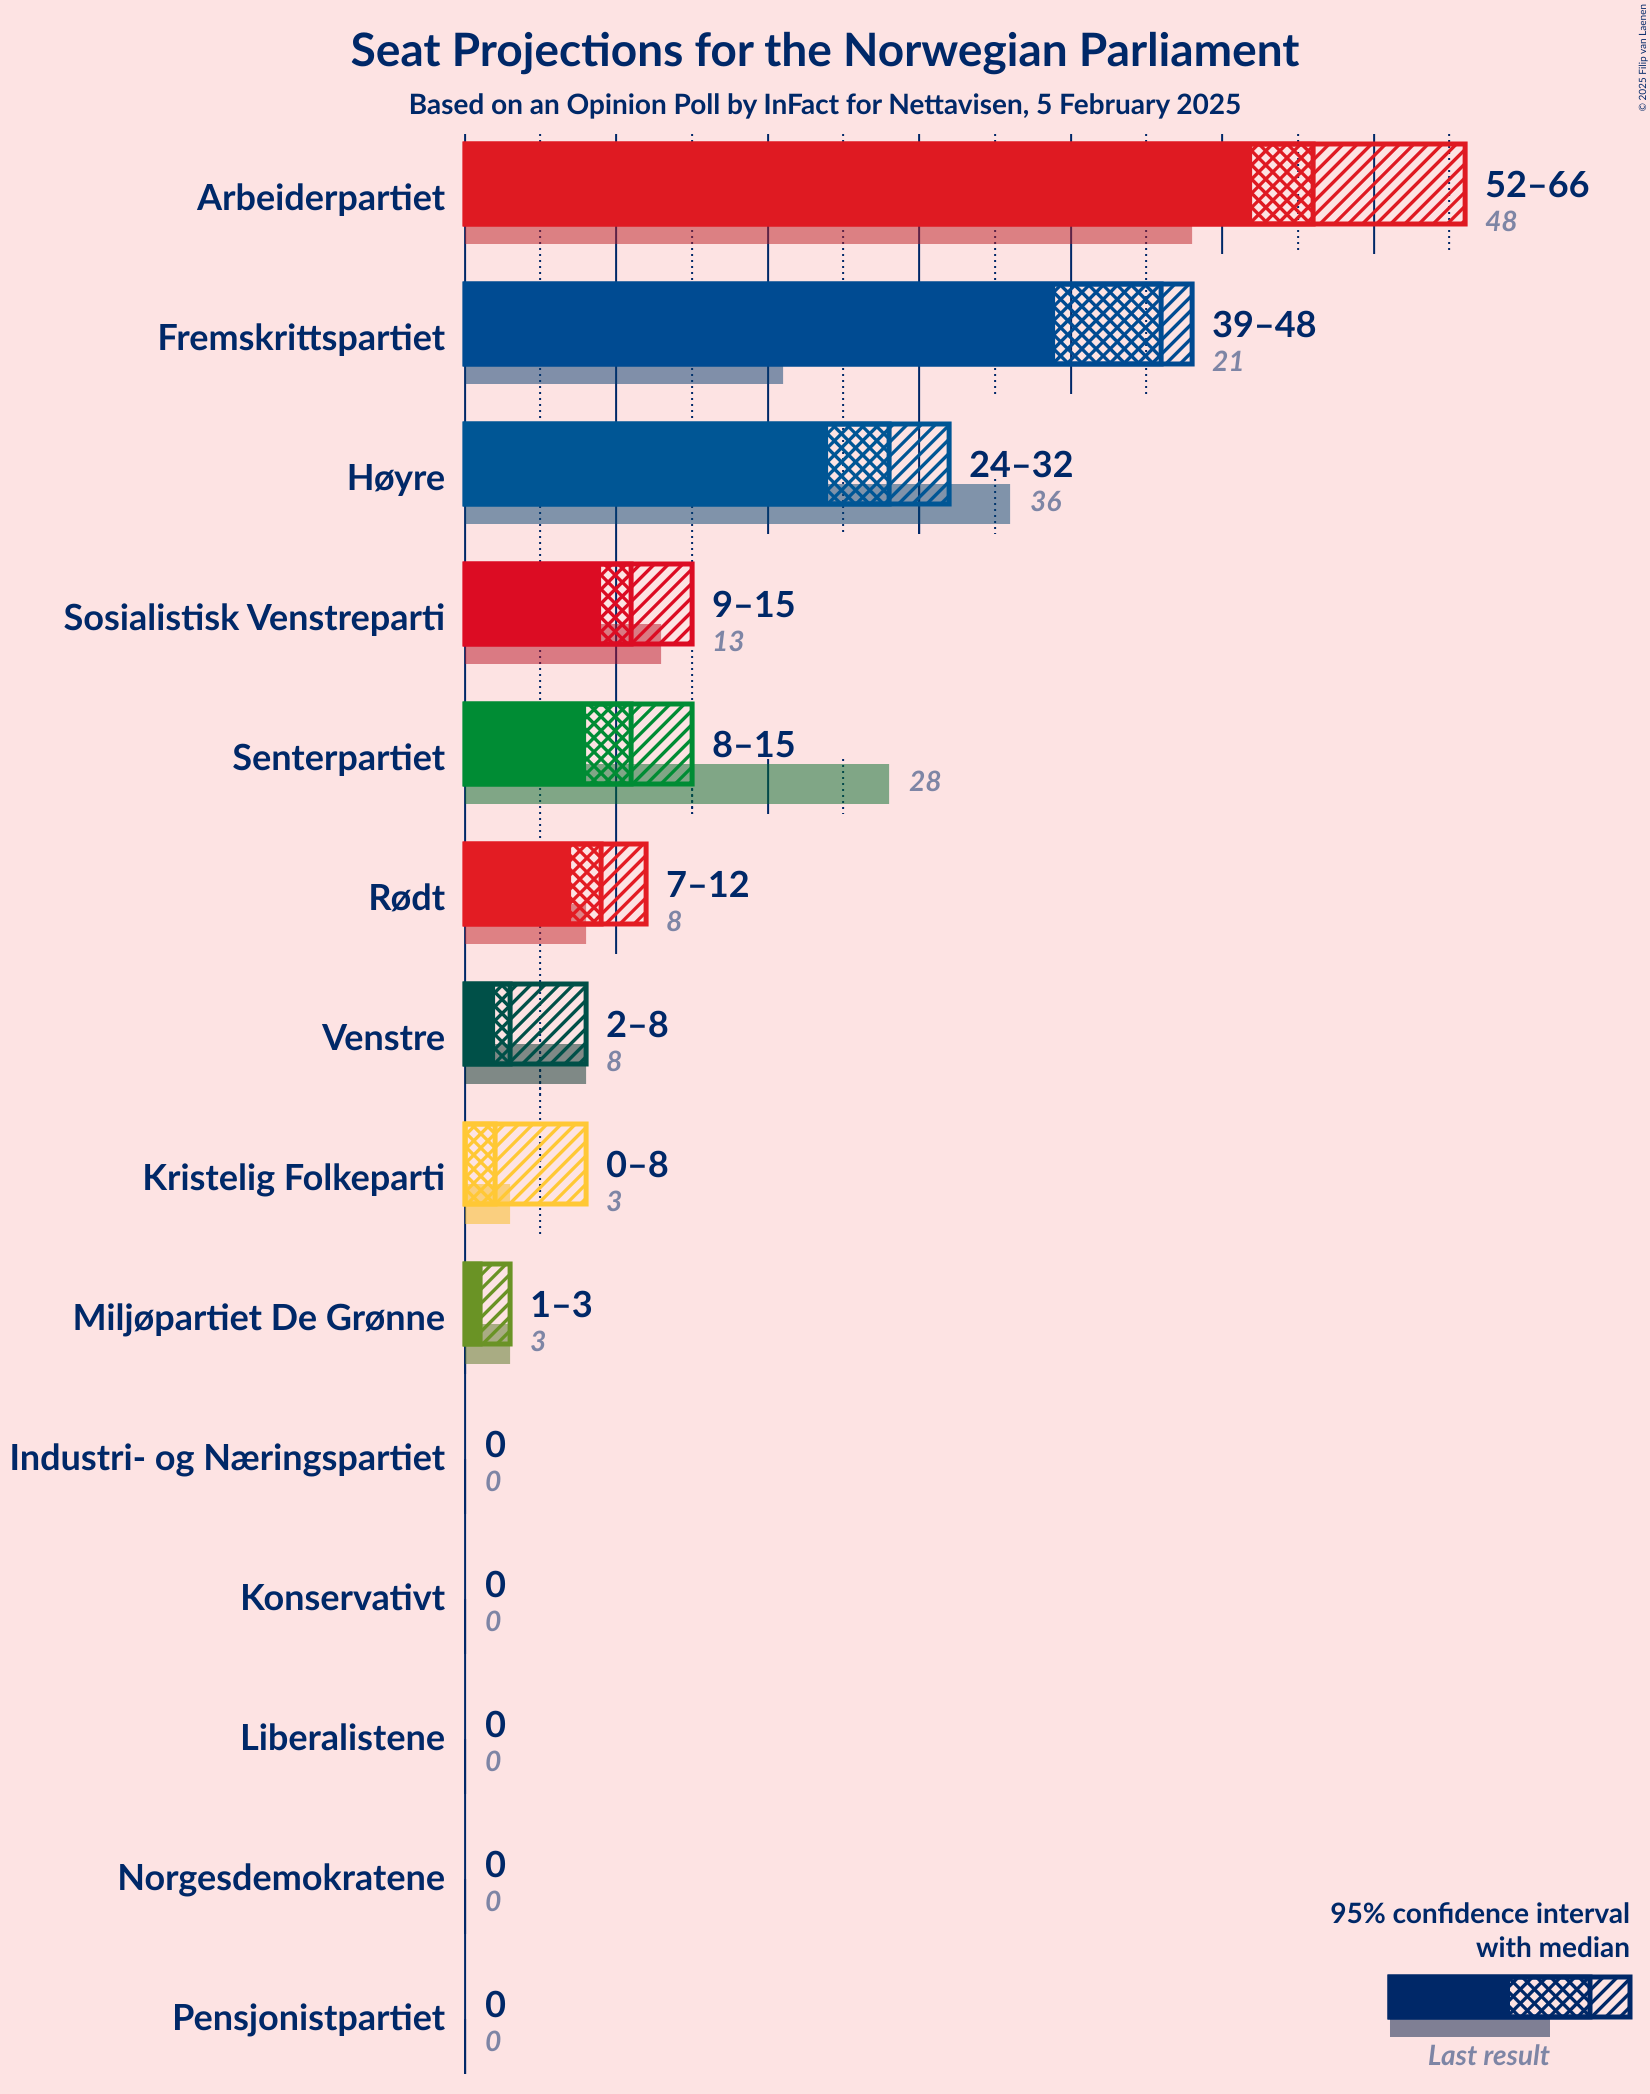 Seat Projections for the Norwegian Parliament
Based on an Opinion Poll by InFact for Nettavisen, 5 February 2025
© 2025 Filip van Laenen
Arbeiderpartiet
52–66
48
Fremskrittspartiet
39–48
21
Høyre
24–32
36
Sosialistisk Venstreparti
9–15
13
Senterpartiet
8–15
28
Rødt
7–12
8
Venstre
2–8
8
Kristelig Folkeparti
0–8
3
Miljøpartiet De Grønne
1–3
3
Industri- og Næringspartiet
0
0
Konservativt
0
0
Liberalistene
0
0
Norgesdemokratene
0
0
Pensjonistpartiet
0
0
95% confidence interval
with median
Last result